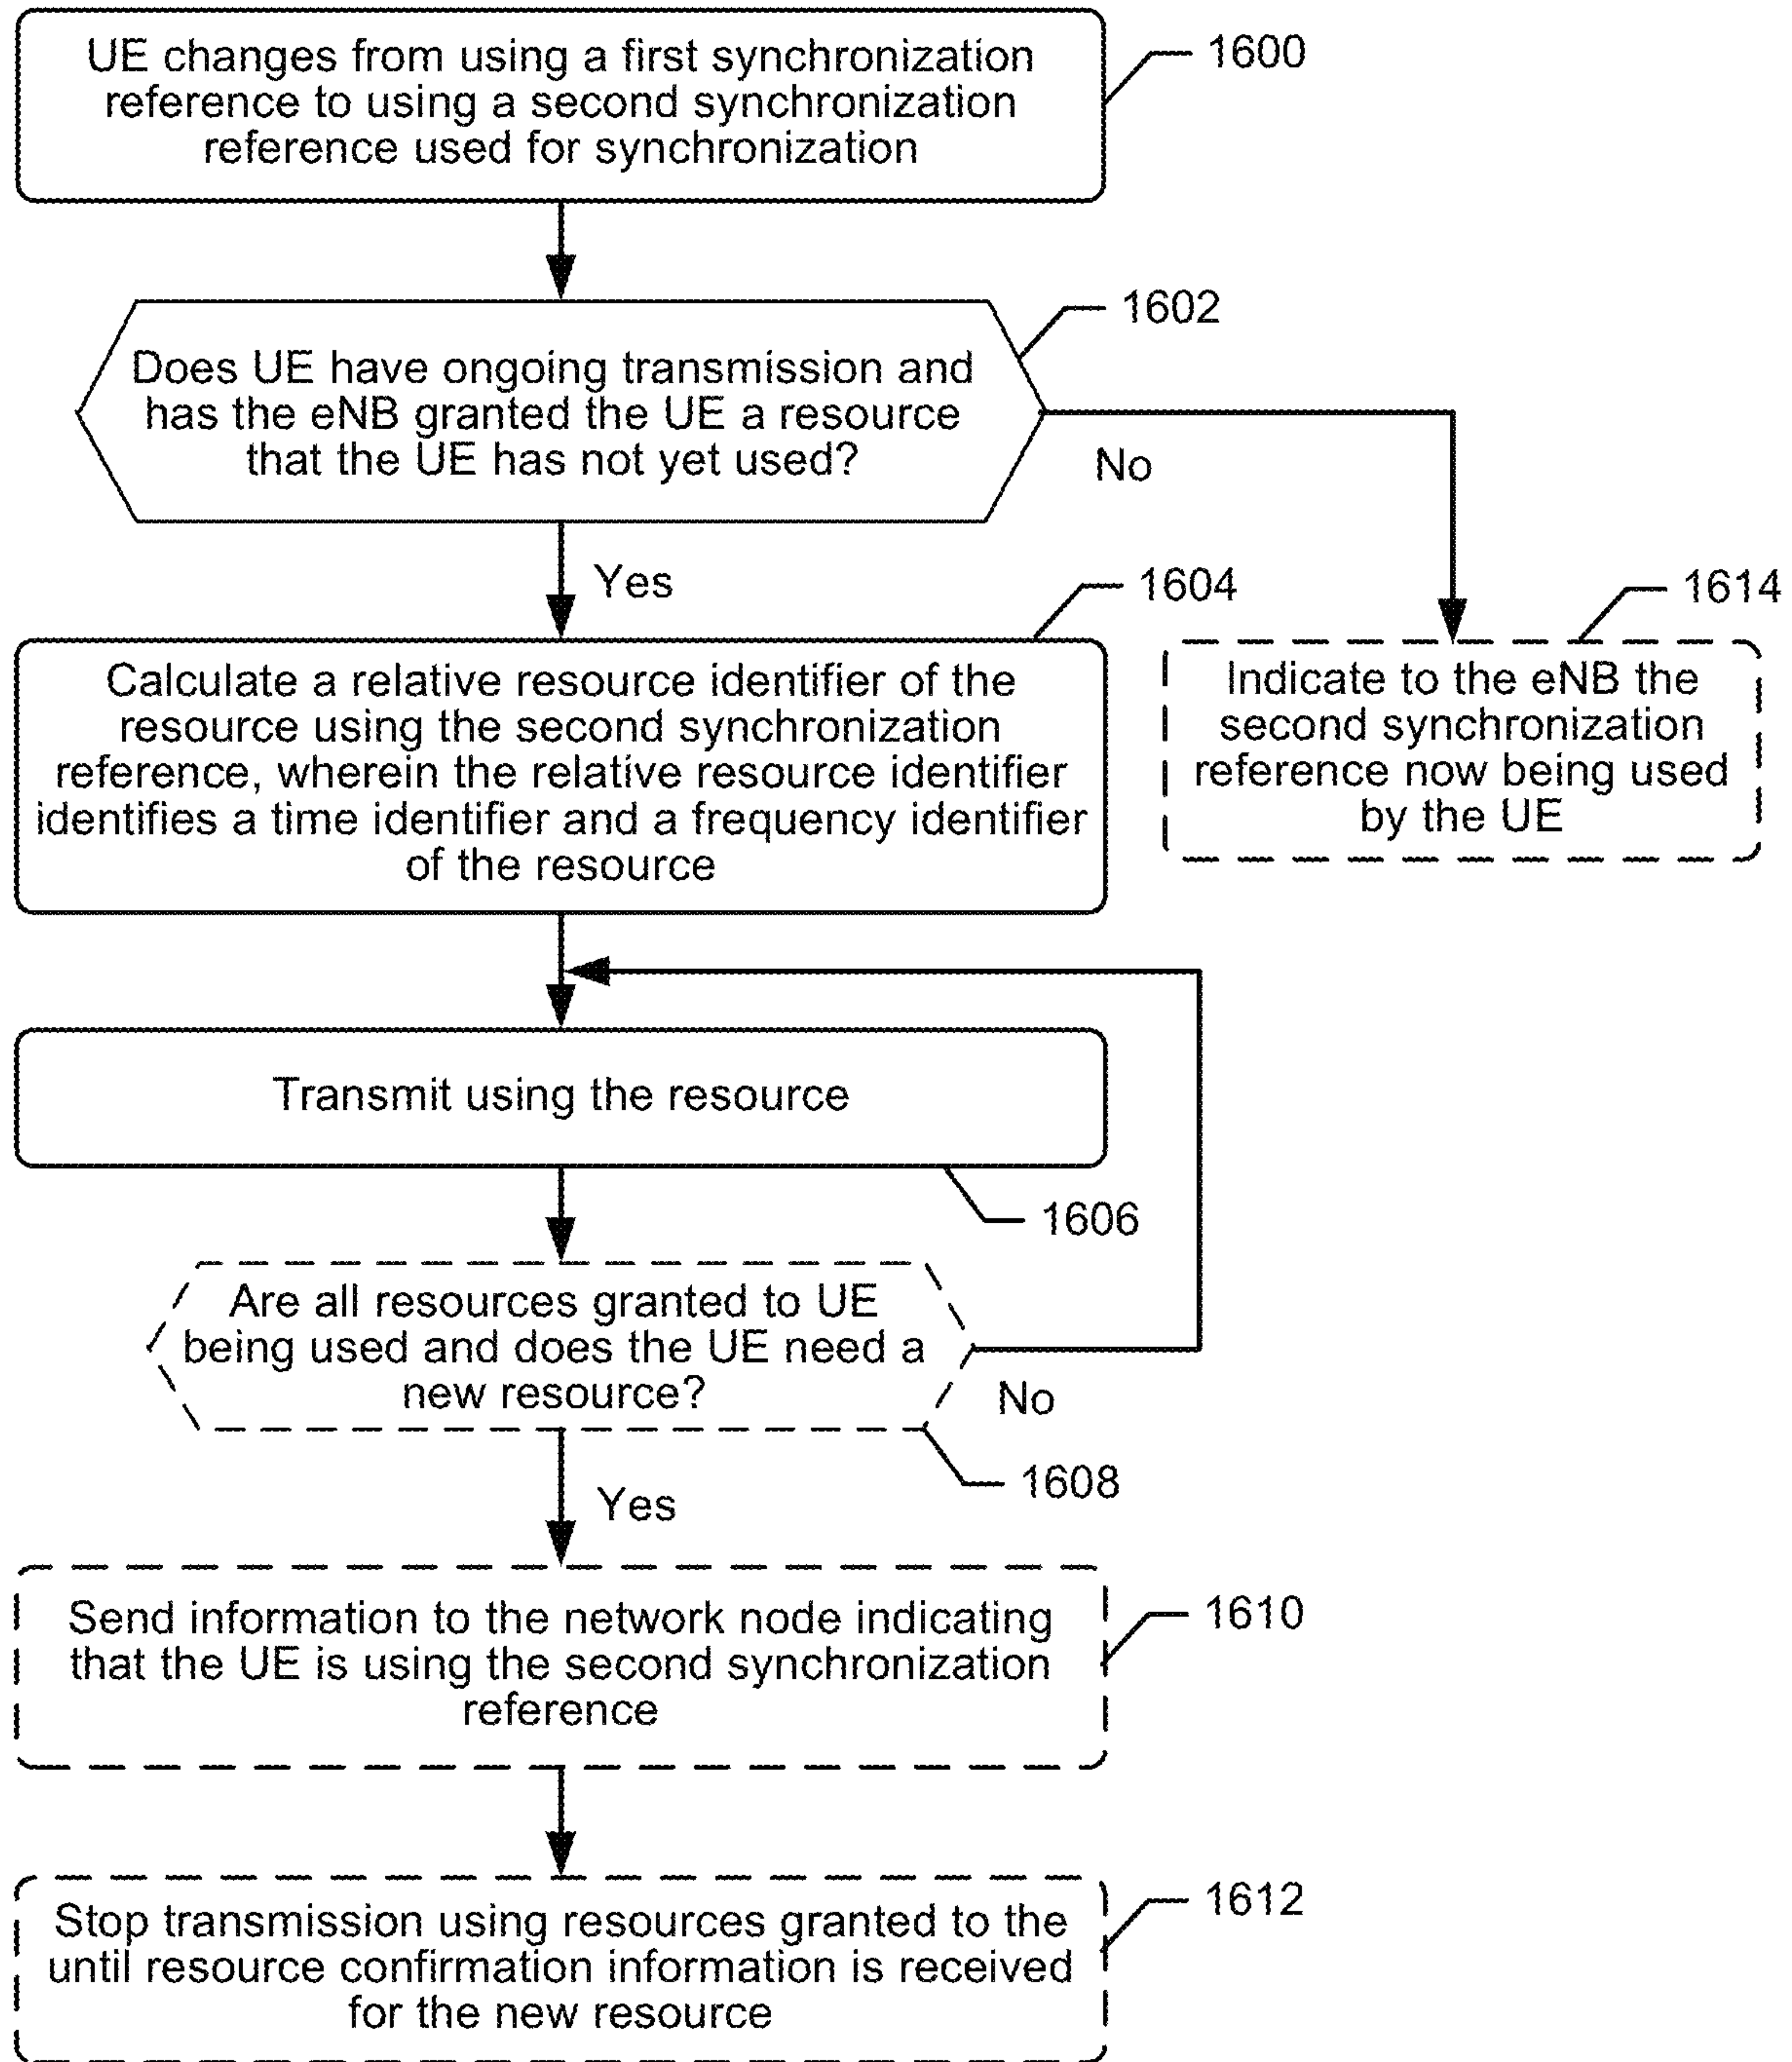 UE changes from using a first synchronization
reference to using a second synchronization
reference used for synchronization
1600
1602
Does UE have ongoing transmission and
has the eNB granted the UE a resource
that the UE has not yet used?
No
Yes
1604
1614
Calculate a relative resource identifier of the
resource using the second synchronization
reference, wherein the relative resource identifier
identifies a time identifier and a frequency identifier
of the resource
Indicate to the eNB the
second synchronization
reference now being used
by the UE
Transmit using the resource
1606
Are all resources granted to UE
being used and does the UE need a
new resource?
No
1608
Yes
Send information to the network node indicating
that the UE is using the second synchronization
reference
1610
Stop transmission using resources granted to the
until resource confirmation information is received
for the new resource
1612